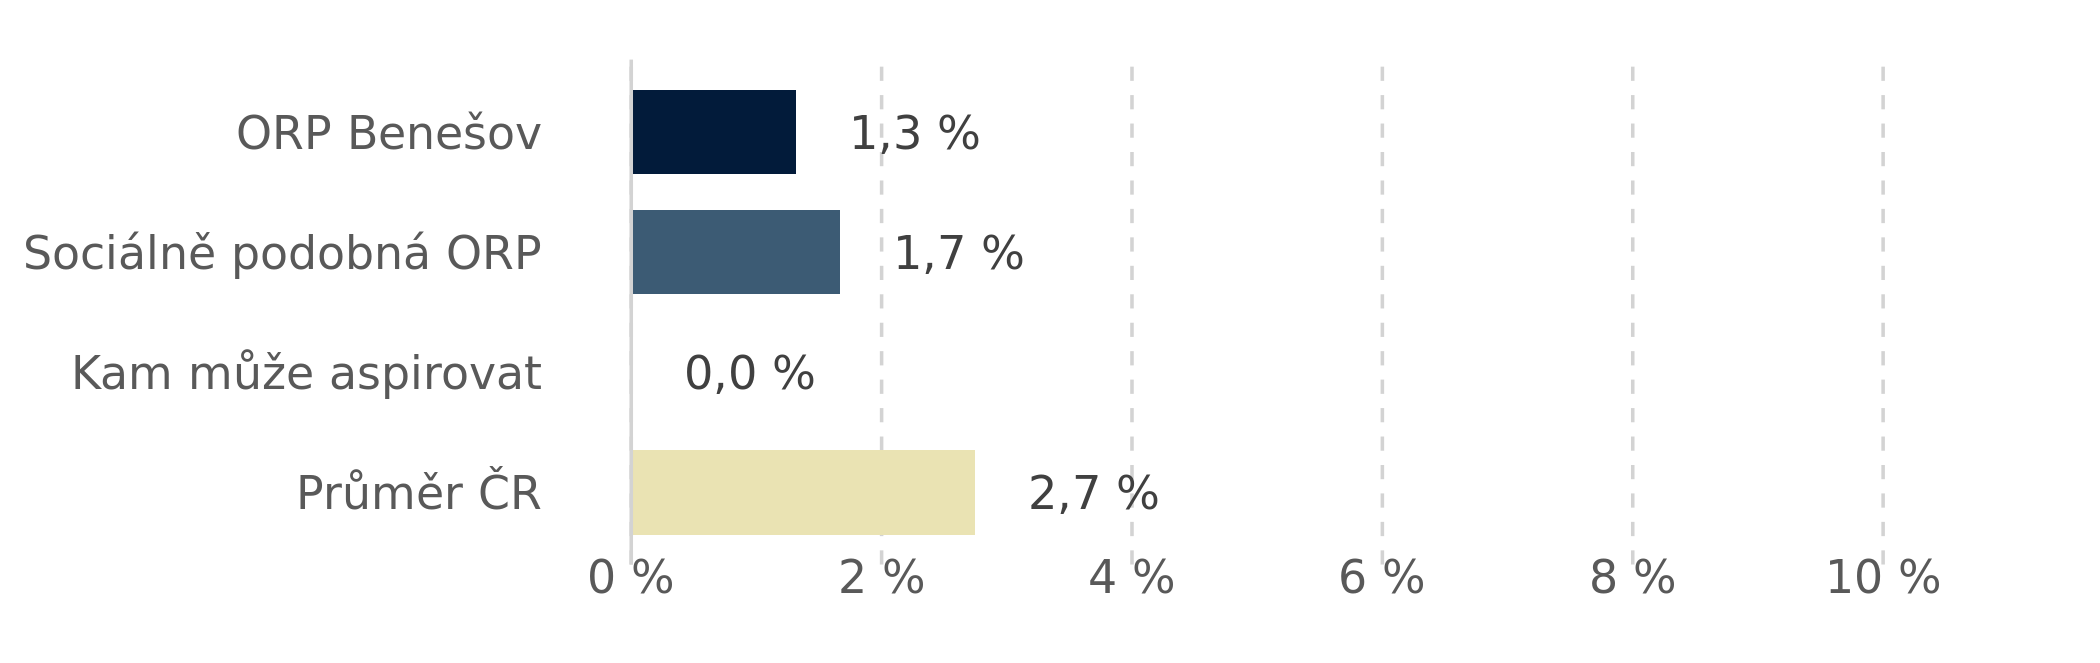 ORP Benešov 1,3 %
Sociálně podobná ORP 1,7 %
Kam může aspirovat 0,0 %
Průměr ČR 2,7 %
0 % 2 % 4 % 6 % 8 % 10 %